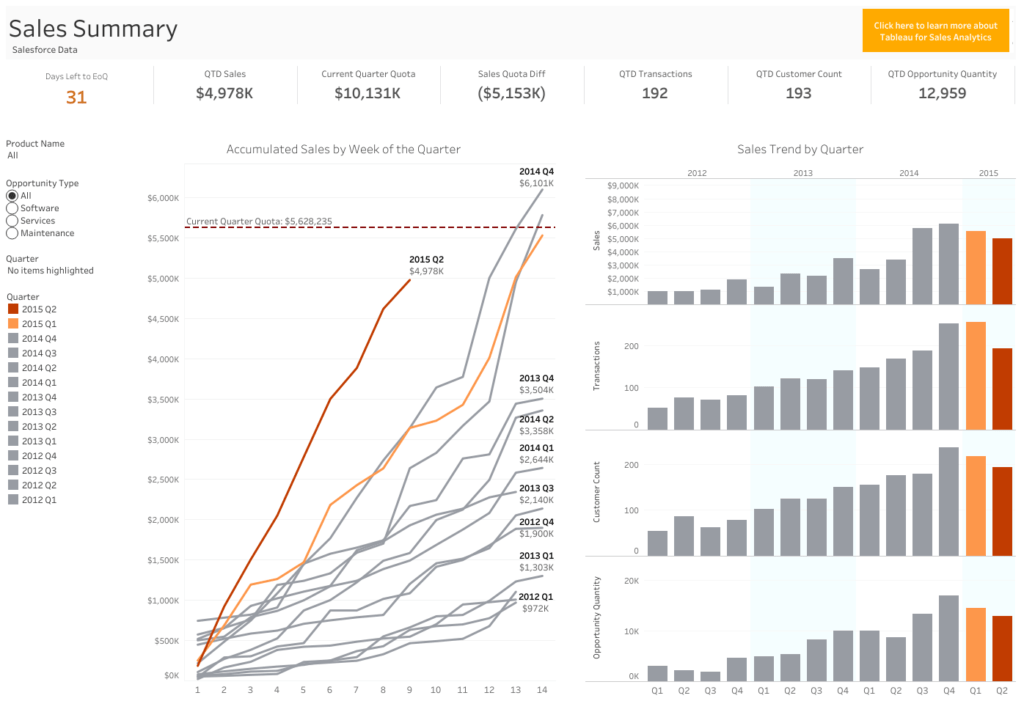 Sales Summary
Salesforce Data
Click here to learn more about
Tableau for Sales Analytics
Days Left to EoQ
31
QTD Sales
$4,978K
Current Quarter Quota
$10,131K
Sales Quota Diff
($5,153K)
QTD Transactions
192
QTD Customer Count
193
QTD Opportunity Quantity
12,959
Product Name
All
Opportunity Type
All
Software
Services
Maintenance
Quarter
No items highlighted
Quarter
2015 Q2
2015 Q1
2014 Q4
2014 Q3
2014 Q2
2014 Q1
2013 Q4
2013 Q3
2013 Q2
2013 Q1
2012 Q4
2012 Q3
2012 Q2
2012 Q1
Accumulated Sales by Week of the Quarter
$6,000K
$5,500K
$5,000K
$4,500K
$4,000K
$3,500K
$3,000K
$2,500K
$2,000K
$1,500K
$1,000K
$500K
$0K
Current Quarter Quota: $5,628,235
2014 Q4
$6,101K
2015 Q2
$4,978K
2013 Q4
$3,504K
2014 Q2
$3,358K
2014 Q1
$2,644K
2013 Q3
$2,140K
2012 Q4
$1,900K
2013 Q1
$1,303K
2012 Q1
$972K
1 2 3 4 5 6 7 8 9 10 11 12 13 14
Sales Trend by Quarter
2012 2013 2014 2015
Sales
$9,000K
$8,000K
$7,000K
$6,000K
$5,000K
$4,000K
$3,000K
$2,000K
$1,000K
Transactions
200
100
0
Customer Count
200
100
0
Opportunity Quantity
20K
10K
0K
Q1 Q2 Q3 Q4 Q1 Q2 Q3 Q4 Q1 Q2 Q3 Q4 Q1 Q2